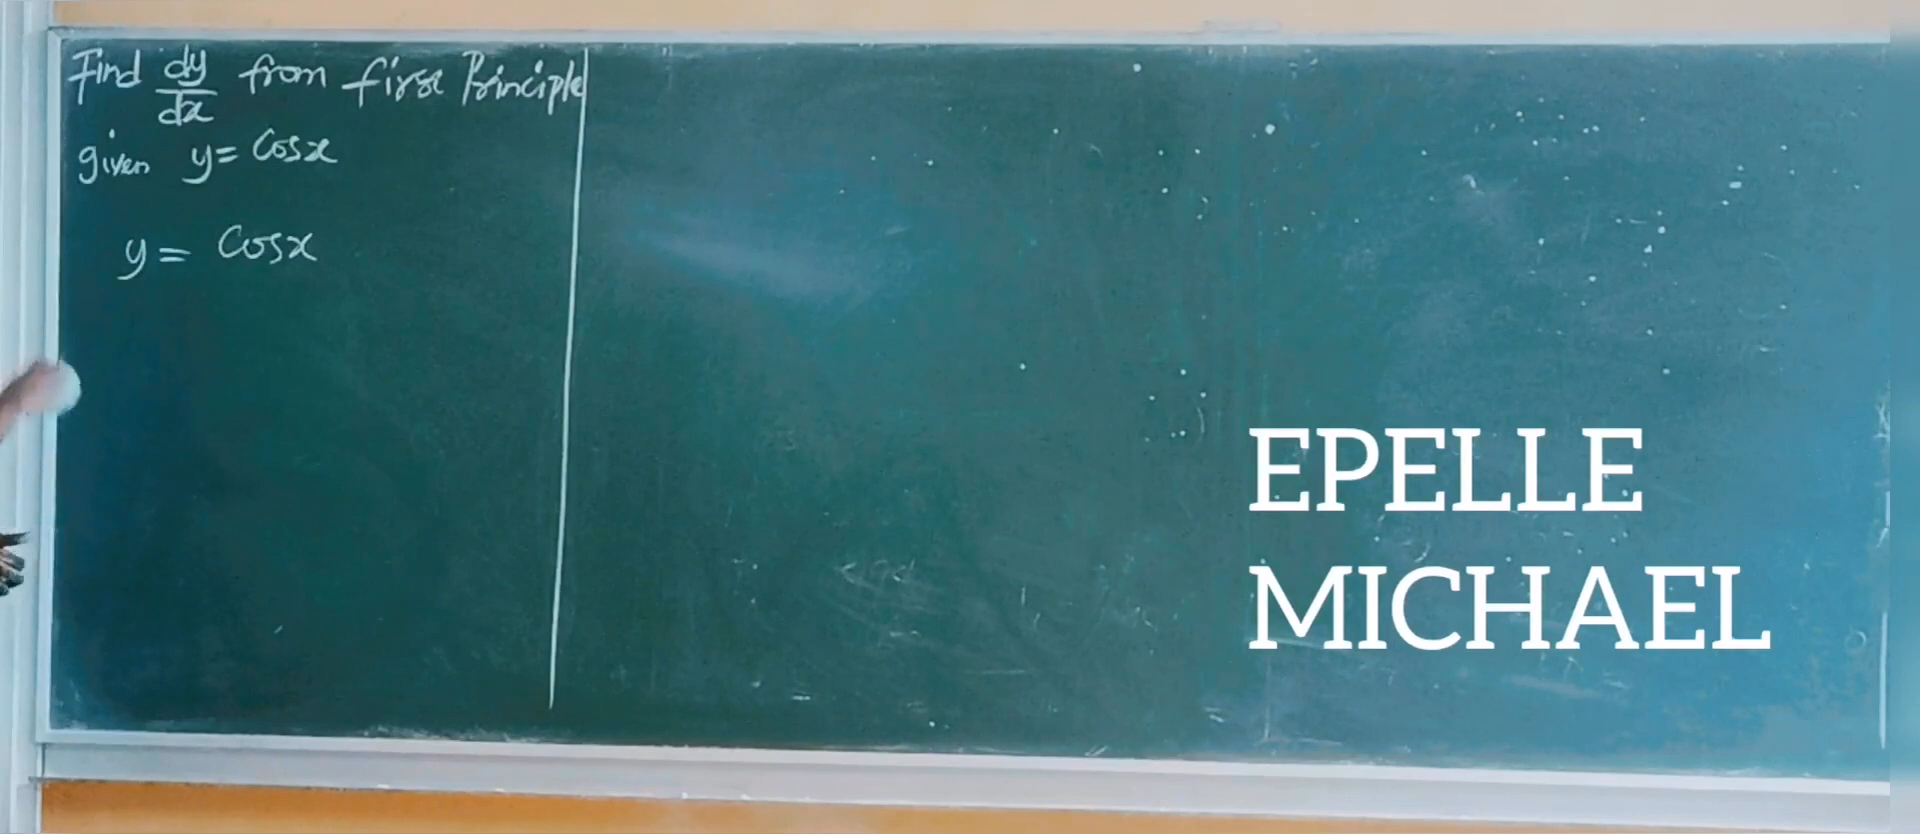 Find dy/dx from first Principle
given y = Cosx
y = Cosx
EPELLE
MICHAEL